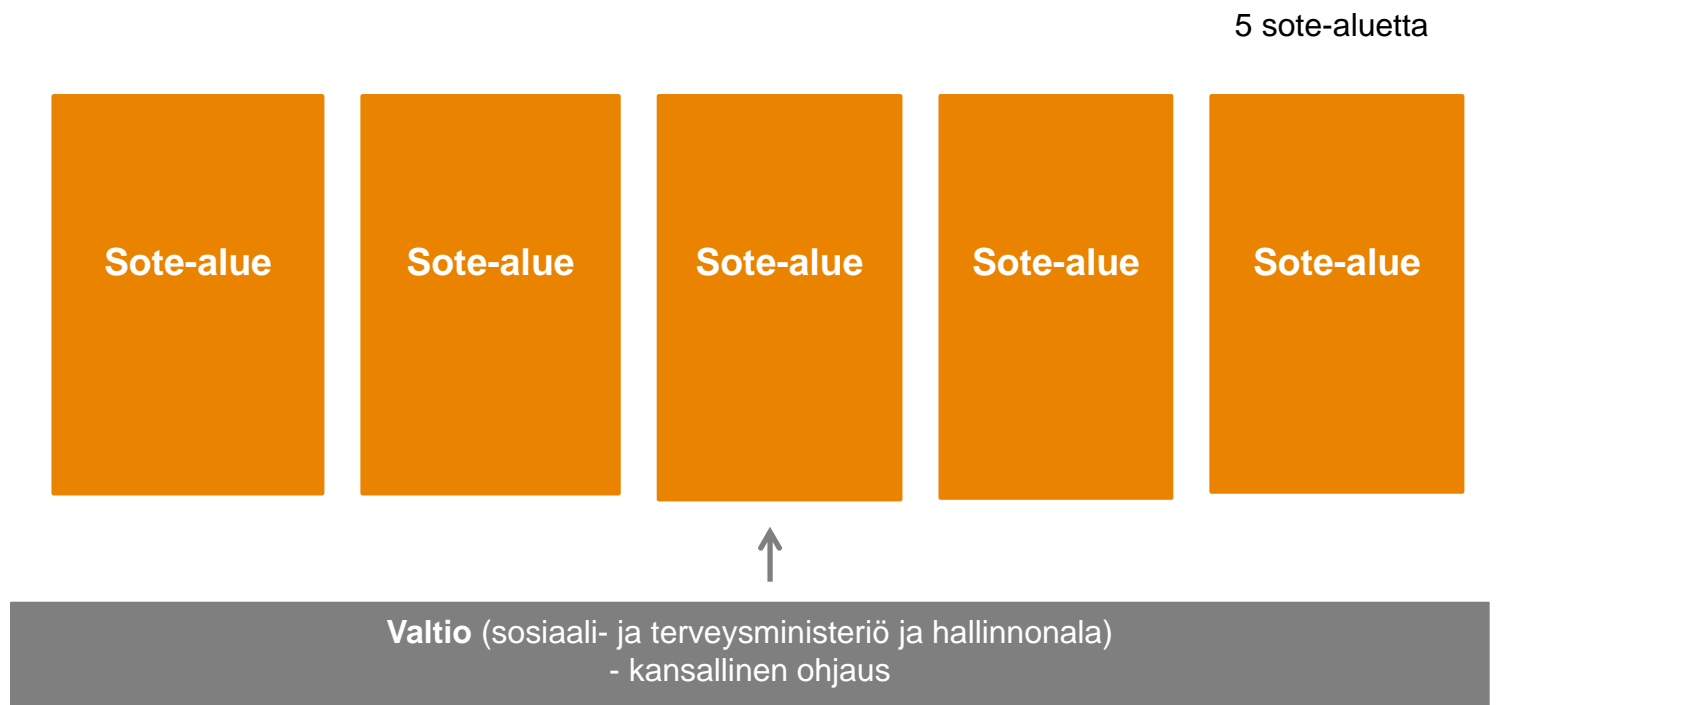 5 sote-aluetta
Sote-alue
Sote-alue
Sote-alue
Sote-alue
Sote-alue
Valtio (sosiaali- ja terveysministeriö ja hallinnonala)
- kansallinen ohjaus